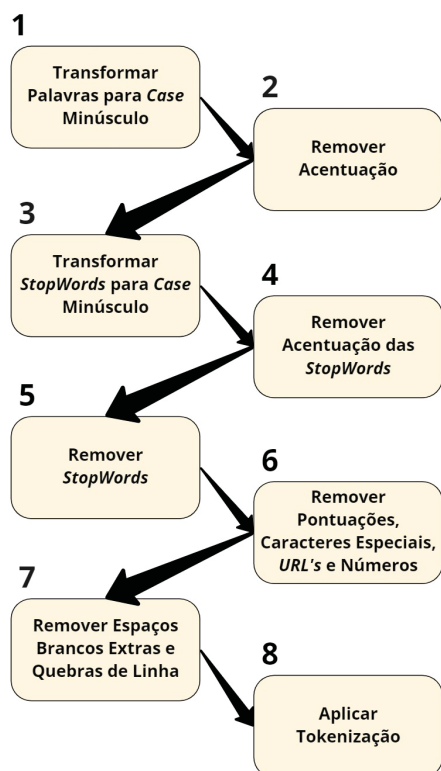 1
Transformar
Palavras para Case
Minúsculo
2
Remover
Acentuação
3
Transformar
StopWords para Case
Minúsculo
4
Remover
Acentuação das
StopWords
5
Remover
StopWords
6
Remover
Pontuações,
Caracteres Especiais,
URL's e Números
7
Remover Espaços
Brancos Extras e
Quebras de Linha
8
Aplicar
Tokenização